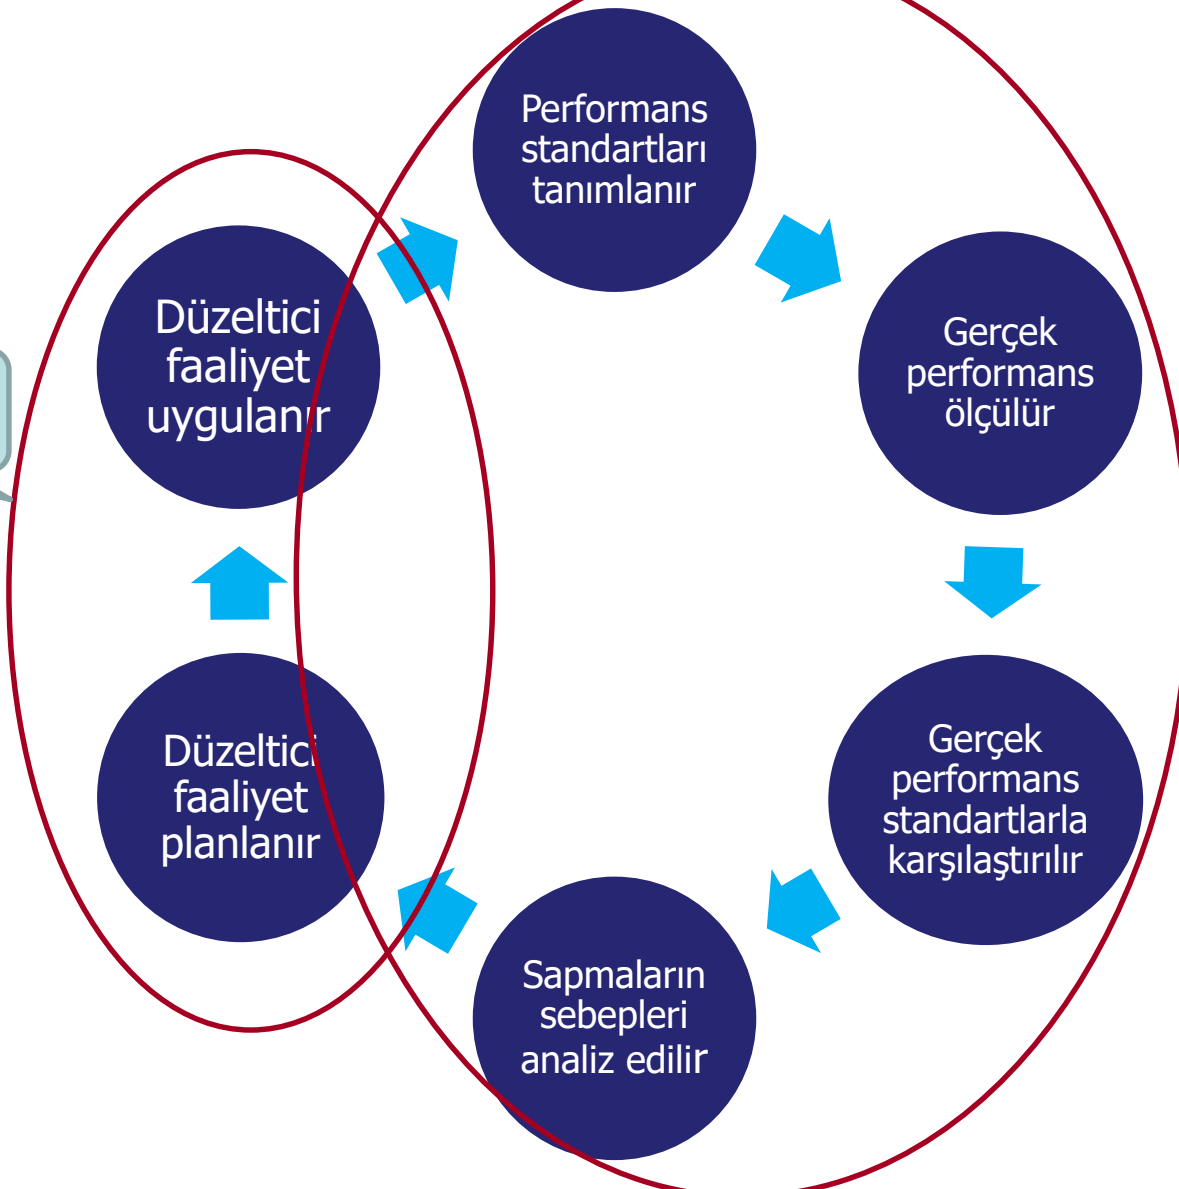 Performans
standartları
tanımlanır
Gerçek
performans
ölçülür
Gerçek
performans
standartlarla
karşılaştırılır
Sapmaların
sebepleri
analiz edilir
Düzeltici
faaliyet
planlanır
Düzeltici
faaliyet
uygulanır